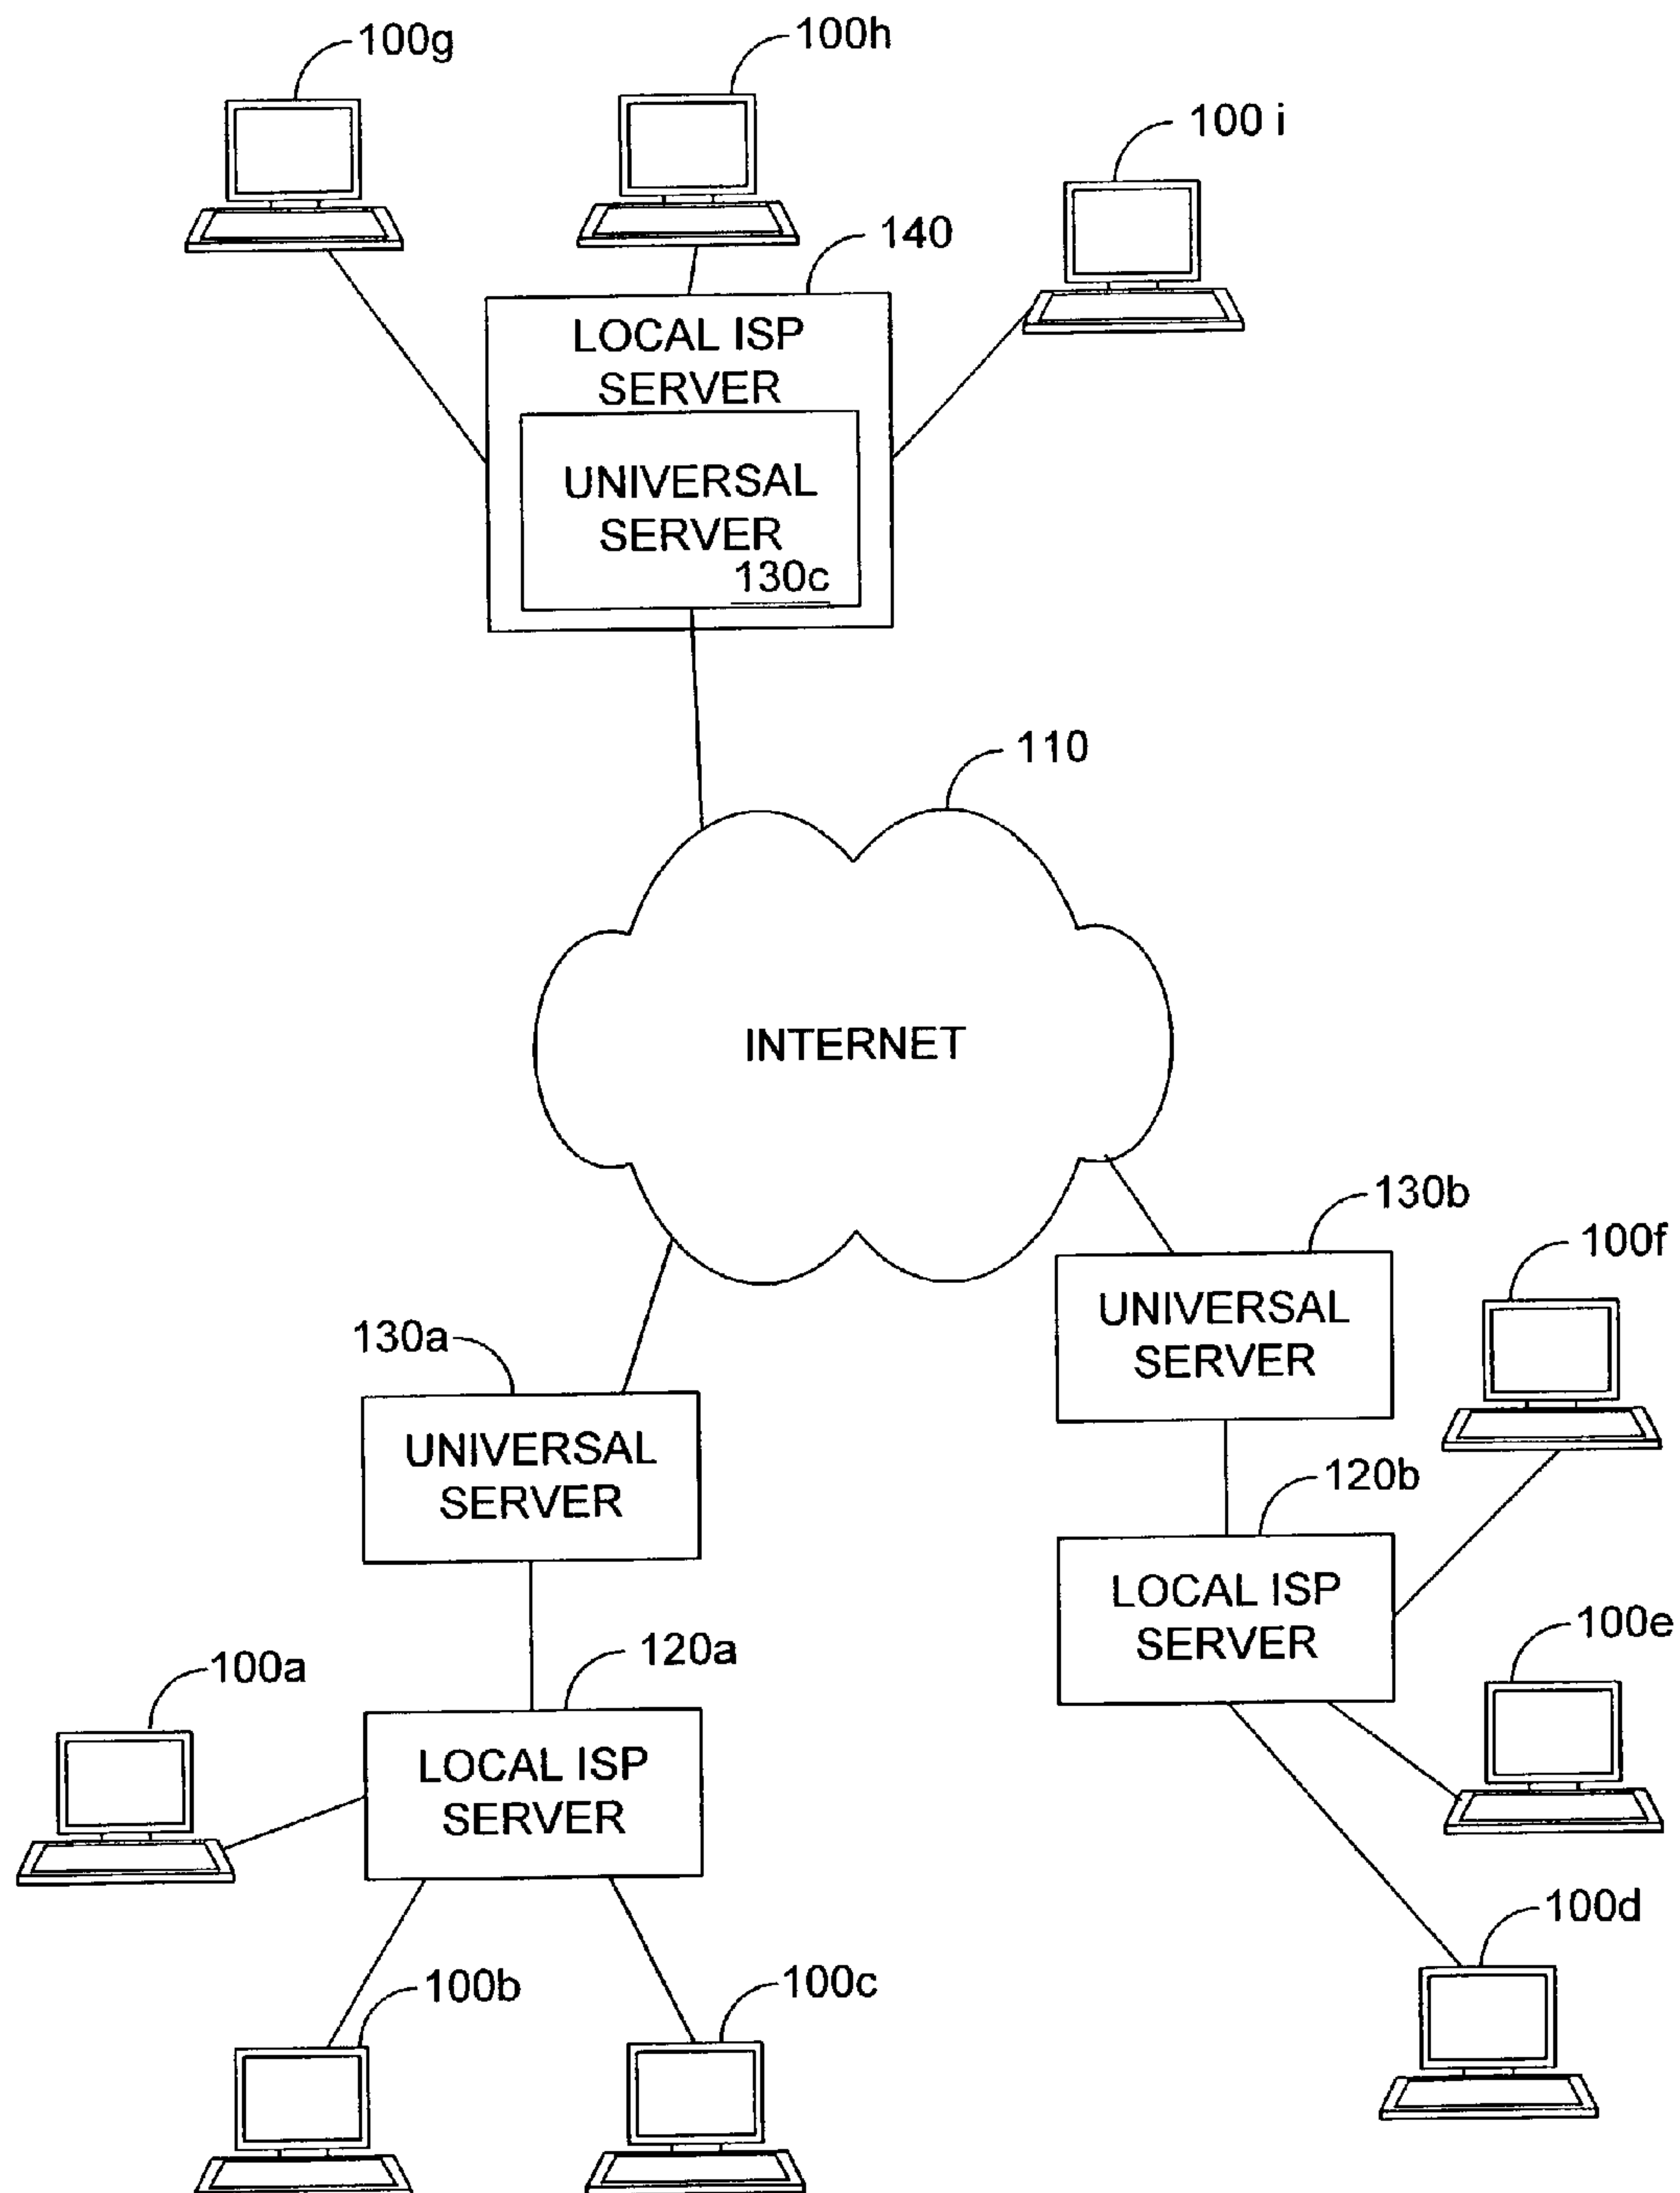 100g
100h
100 i
140
LOCAL ISP
SERVER
UNIVERSAL
SERVER
130c
110
INTERNET
130b
100f
UNIVERSAL
SERVER
130a
UNIVERSAL
SERVER
120b
LOCAL ISP
SERVER
100e
120a
100a
LOCAL ISP
SERVER
100d
100b
100c